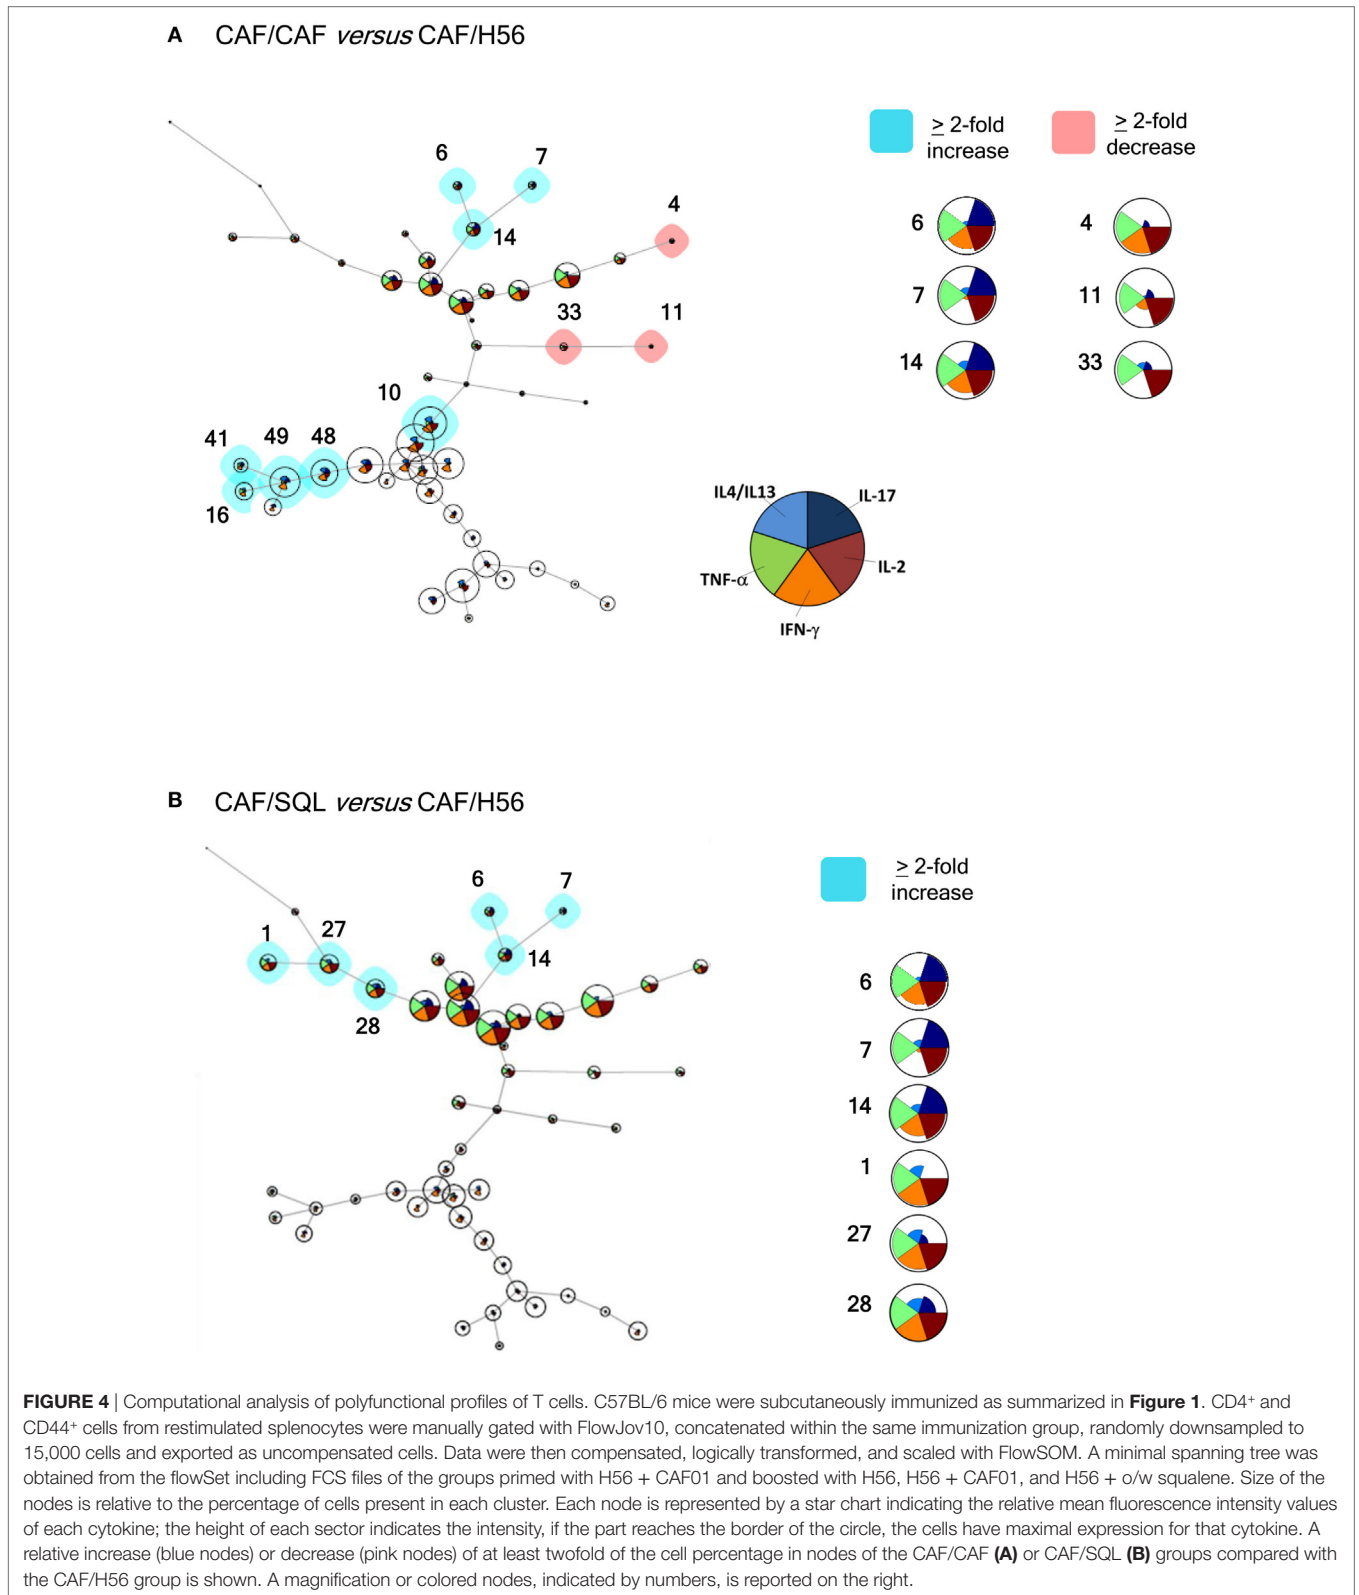 A CAF/CAF versus CAF/H56
≥ 2-fold increase
≥ 2-fold decrease
6
7
4
14
6
4
7
11
33
11
14
33
10
41
49
48
16
IL4/IL13
IL-17
TNF-α
IL-2
IFN-γ
B CAF/SQL versus CAF/H56
≥ 2-fold increase
6
7
1
27
14
28
6
7
14
1
27
28
FIGURE 4 | Computational analysis of polyfunctional profiles of T cells. C57BL/6 mice were subcutaneously immunized as summarized in Figure 1. CD4⁺ and
CD44⁺ cells from restimulated splenocytes were manually gated with FlowJov10, concatenated within the same immunization group, randomly downsampled to
15,000 cells and exported as uncompensated cells. Data were then compensated, logically transformed, and scaled with FlowSOM. A minimal spanning tree was
obtained from the flowSet including FCS files of the groups primed with H56 + CAF01 and boosted with H56, H56 + CAF01, and H56 + o/w squalene. Size of the
nodes is relative to the percentage of cells present in each cluster. Each node is represented by a star chart indicating the relative mean fluorescence intensity values
of each cytokine; the height of each sector indicates the intensity, if the part reaches the border of the circle, the cells have maximal expression for that cytokine. A
relative increase (blue nodes) or decrease (pink nodes) of at least twofold of the cell percentage in nodes of the CAF/CAF (A) or CAF/SQL (B) groups compared with
the CAF/H56 group is shown. A magnification or colored nodes, indicated by numbers, is reported on the right.